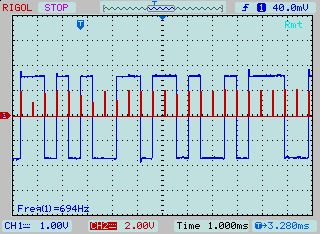 RIGOL STOP T ƒ 1 40.0mV
T
Rmt
1
Freq(1)=694Hz
CH1= 1.00V CH2= 2.00V Time 1.000ms T→3.280ms